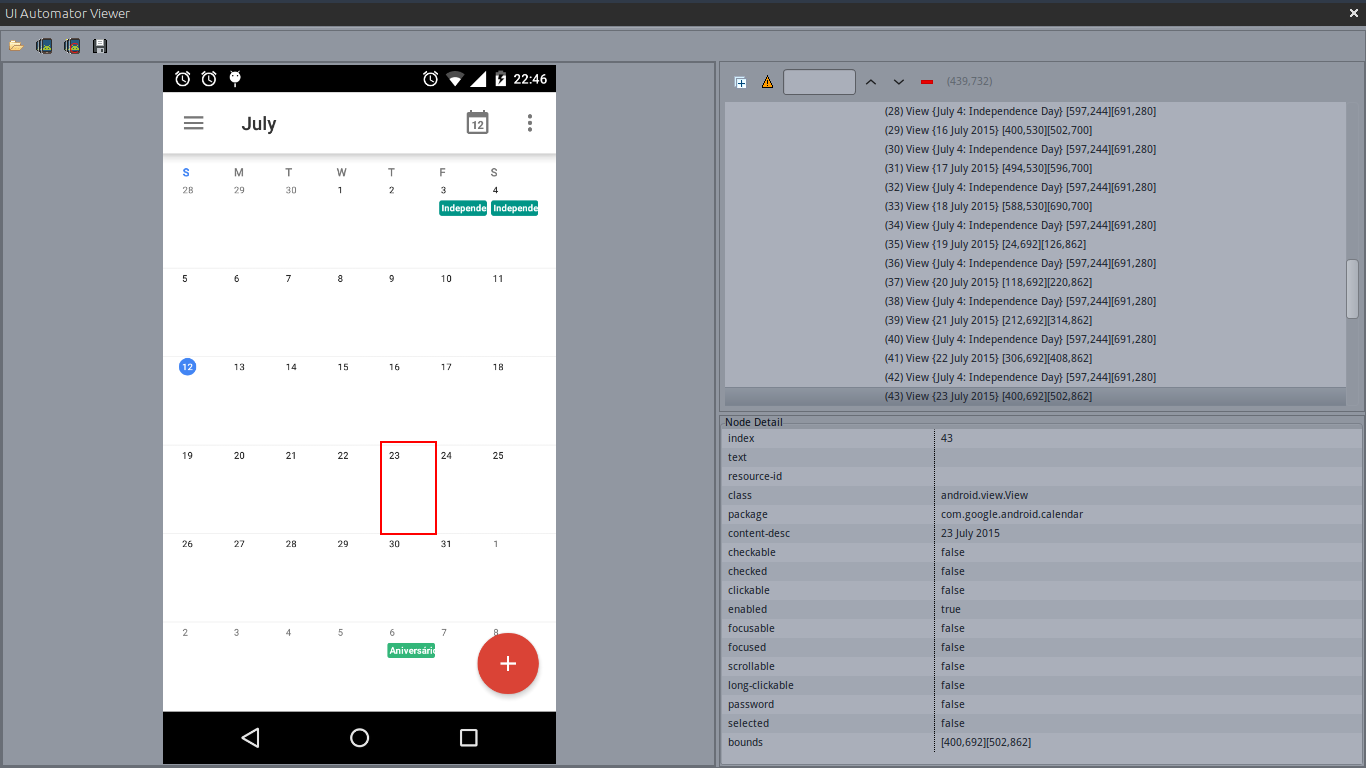 UI Automator Viewer
22:46
July
12
S M T W T F S
28 29 30 1 2 3 4
Independe Independe
5 6 7 8 9 10 11
12 13 14 15 16 17 18
19 20 21 22 23 24 25
26 27 28 29 30 31 1
2 3 4 5 6 7 8
Aniversário
(439,732)
(28) View {July 4: Independence Day} [597,244][691,280]
(29) View {16 July 2015} [400,530][502,700]
(30) View {July 4: Independence Day} [597,244][691,280]
(31) View {17 July 2015} [494,530][596,700]
(32) View {July 4: Independence Day} [597,244][691,280]
(33) View {18 July 2015} [588,530][690,700]
(34) View {July 4: Independence Day} [597,244][691,280]
(35) View {19 July 2015} [24,692][126,862]
(36) View {July 4: Independence Day} [597,244][691,280]
(37) View {20 July 2015} [118,692][220,862]
(38) View {July 4: Independence Day} [597,244][691,280]
(39) View {21 July 2015} [212,692][314,862]
(40) View {July 4: Independence Day} [597,244][691,280]
(41) View {22 July 2015} [306,692][408,862]
(42) View {July 4: Independence Day} [597,244][691,280]
(43) View {23 July 2015} [400,692][502,862]
Node Detail
index 43
text
resource-id
class android.view.View
package com.google.android.calendar
content-desc 23 July 2015
checkable false
checked false
clickable false
enabled true
focusable false
focused false
scrollable false
long-clickable false
password false
selected false
bounds [400,692][502,862]